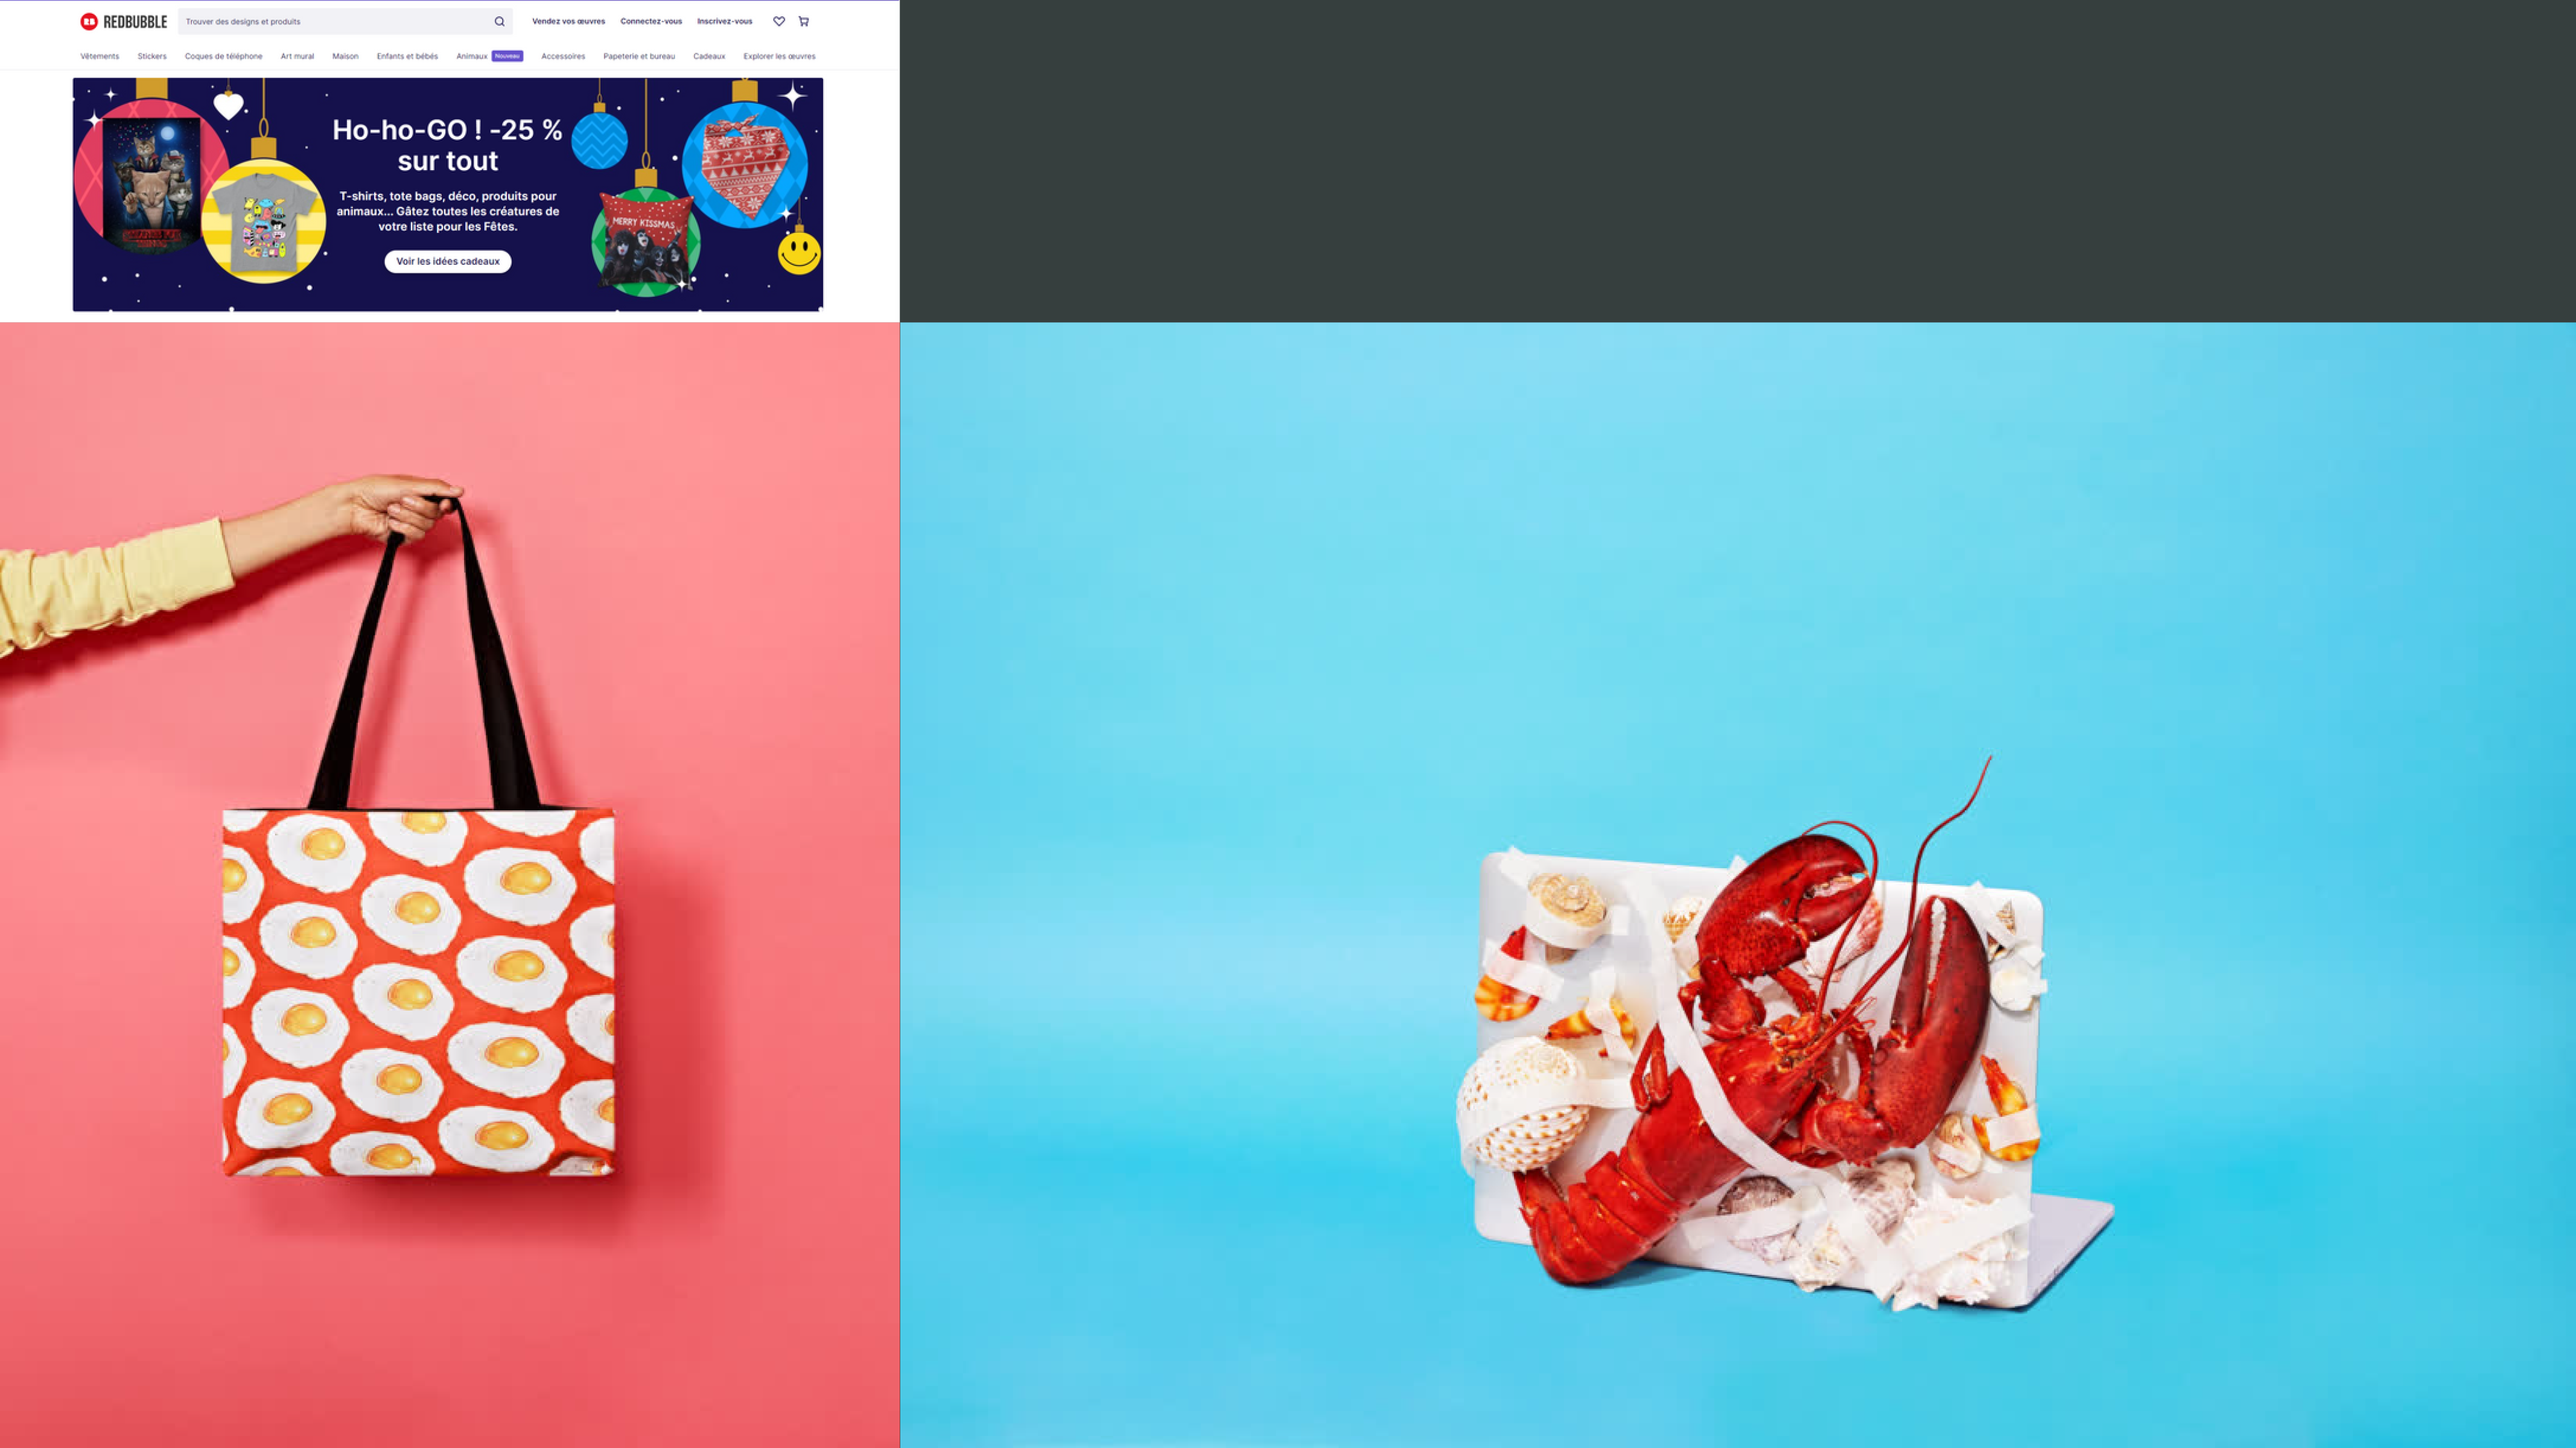 RB REDBUBBLE
Trouver des designs et produits
Vendez vos œuvres
Connectez-vous
Inscrivez-vous
Vêtements
Stickers
Coques de téléphone
Art mural
Maison
Enfants et bébés
Animaux Nouveau
Accessoires
Papeterie et bureau
Cadeaux
Explorer les œuvres
Ho-ho-GO ! -25 %
sur tout
T-shirts, tote bags, déco, produits pour
animaux... Gâtez toutes les créatures de
votre liste pour les Fêtes.
Voir les idées cadeaux
MERRY KISSMAS